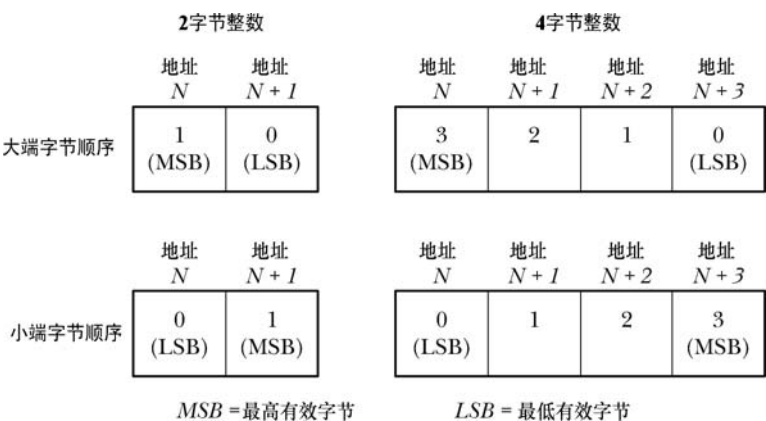 2字节整数 4字节整数
地址 地址 地址 地址 地址 地址
N N + 1 N N + 1 N + 2 N + 3
大端字节顺序 1 0 3 2 1 0
(MSB) (LSB) (MSB) (LSB)
地址 地址 地址 地址 地址 地址
N N + 1 N N + 1 N + 2 N + 3
小端字节顺序 0 1 0 1 2 3
(LSB) (MSB) (LSB) (MSB)
MSB =最高有效字节 LSB = 最低有效字节